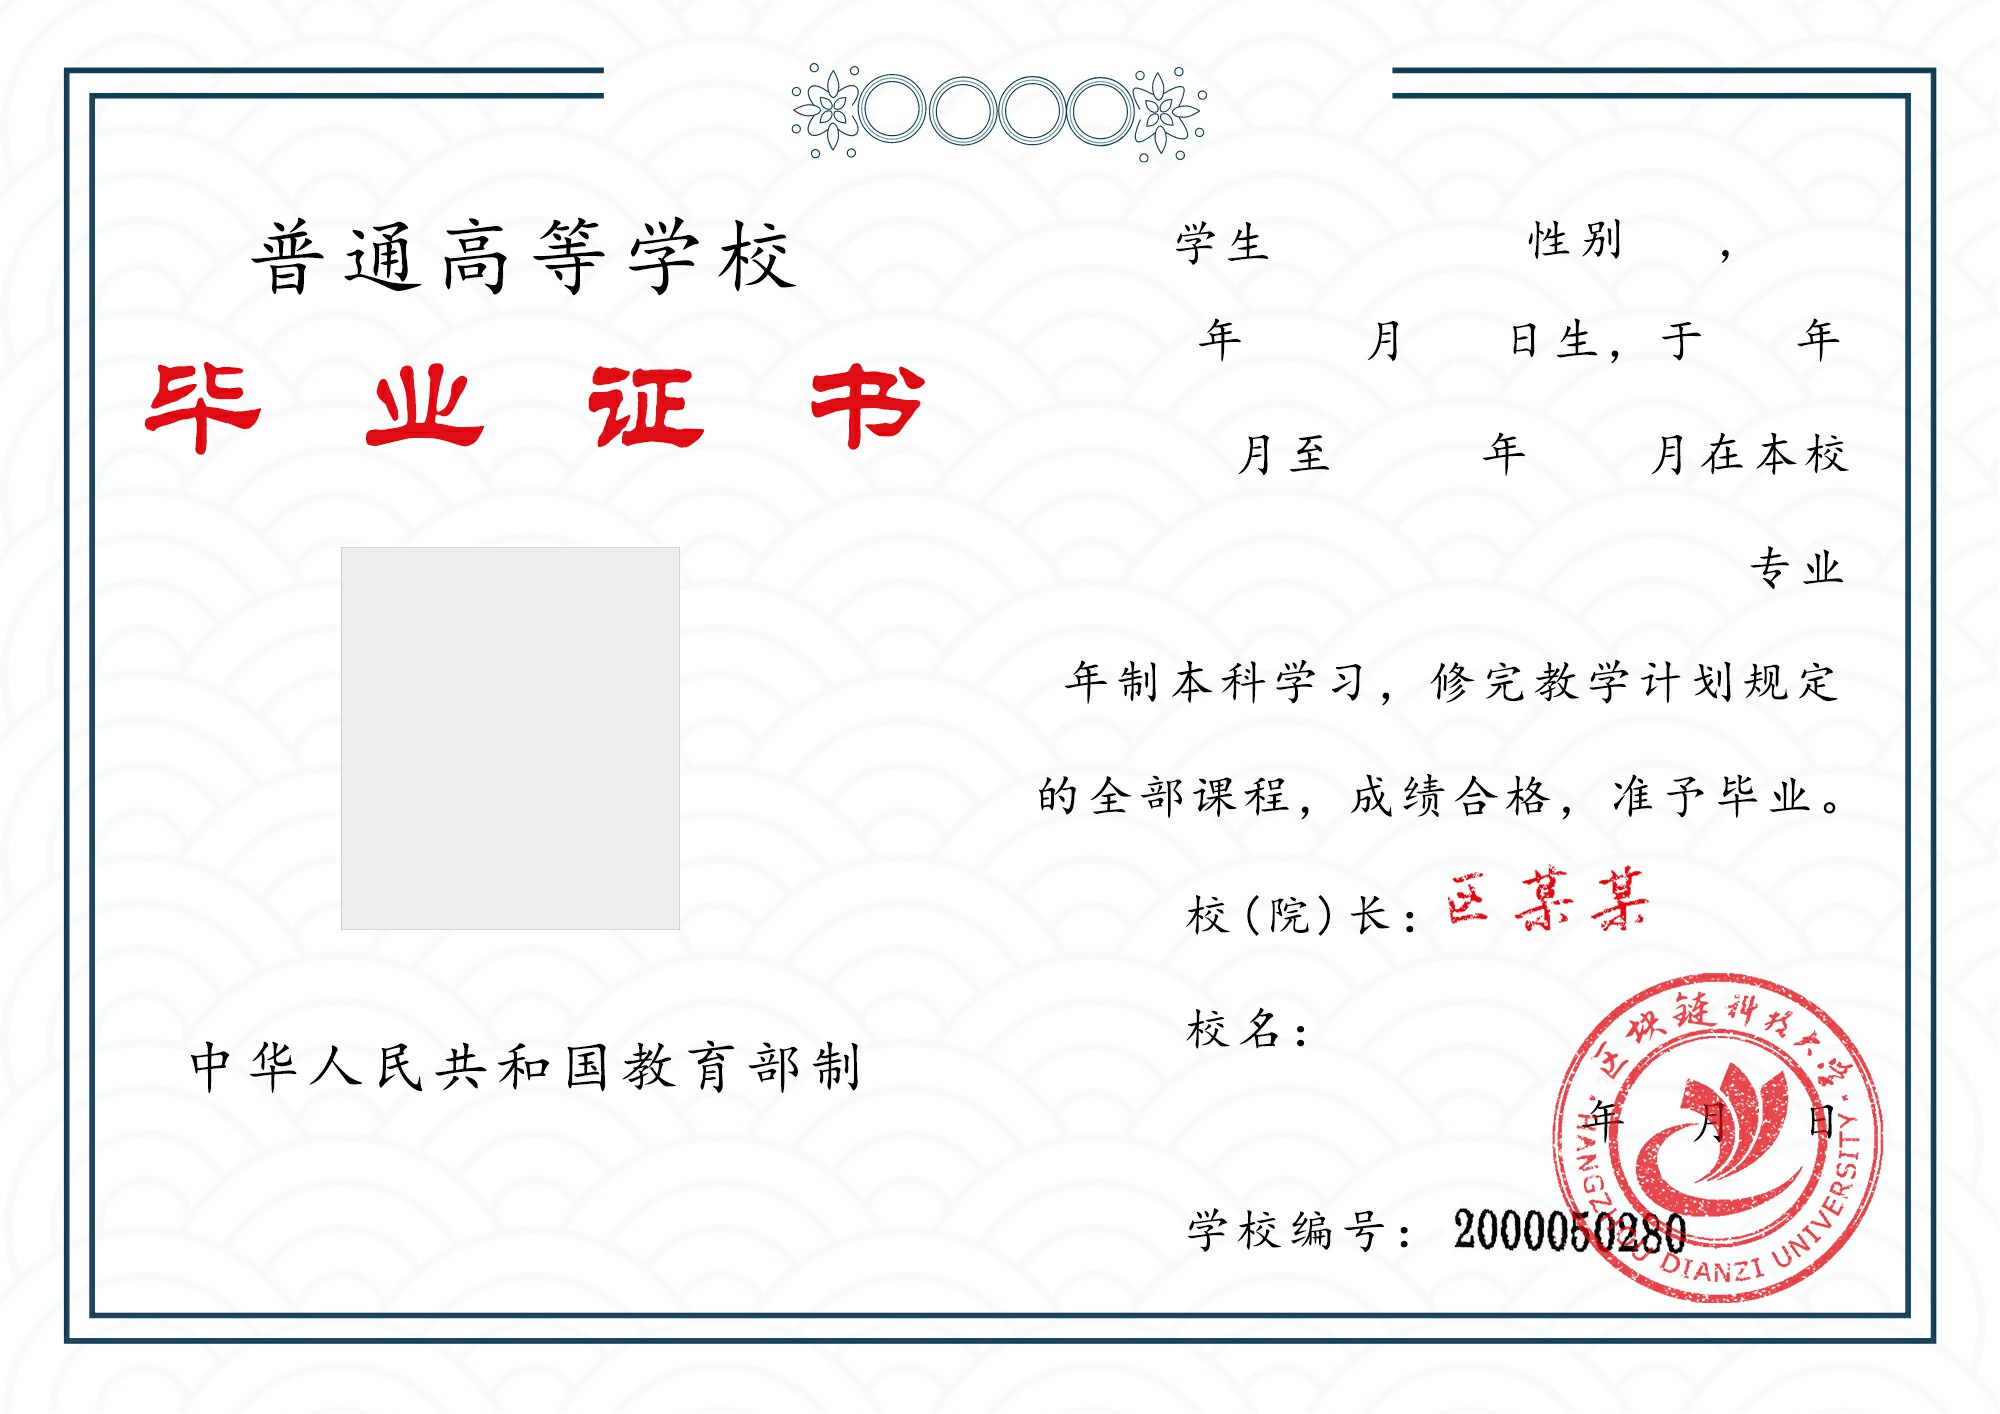 普通高等学校
毕业证书
中华人民共和国教育部制
学生 性别 ，
年 月 日生，于 年
月至 年 月在本校
专业
年制本科学习，修完教学计划规定
的全部课程，成绩合格，准予毕业。
校(院)长：区某某
校名：
年 月 日
学校编号：2000050280
区块链科技大学
HANGZHOU DIANZI UNIVERSITY